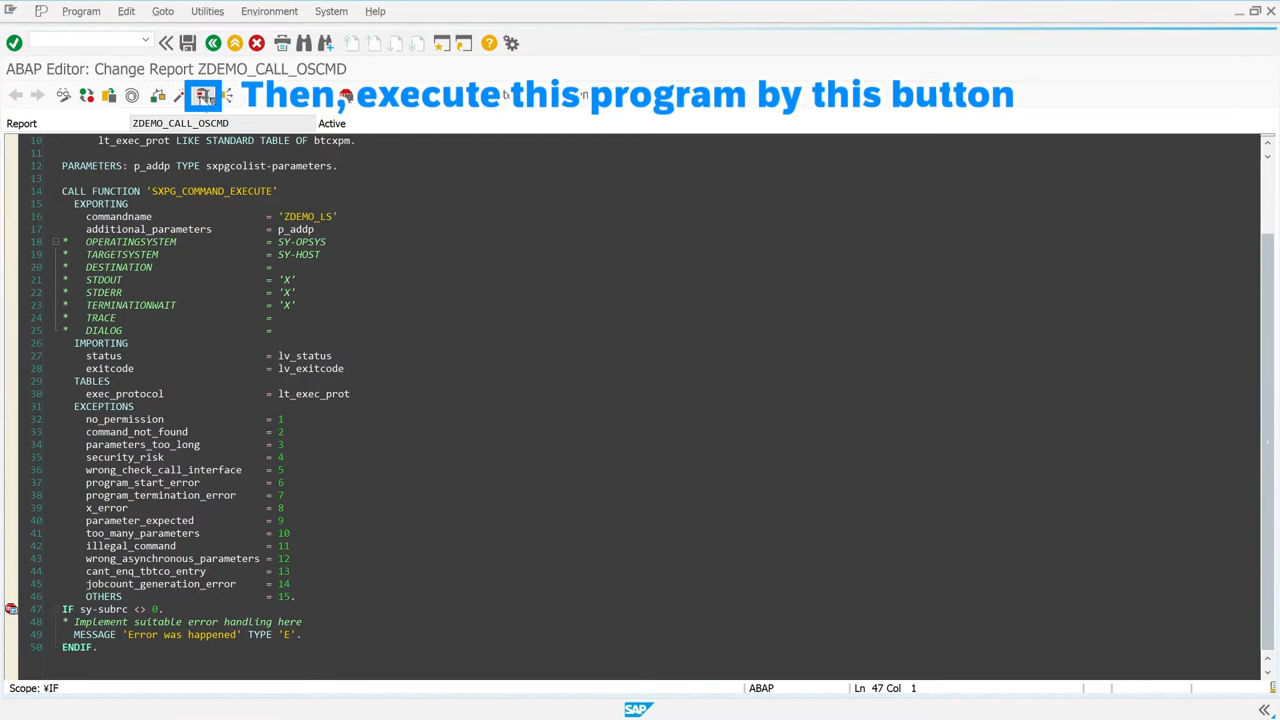 Program Edit Goto Utilities Environment System Help
ABAP Editor: Change Report ZDEMO_CALL_OSCMD
Then, execute this program by this button
Report ZDEMO_CALL_OSCMD Active
10 lt_exec_prot LIKE STANDARD TABLE OF btcxpm.
11
12 PARAMETERS: p_addp TYPE sxpgcolist-parameters.
13
14 CALL FUNCTION 'SXPG_COMMAND_EXECUTE'
15 EXPORTING
16 commandname = 'ZDEMO_LS'
17 additional_parameters = p_addp
18 * OPERATINGSYSTEM = SY-OPSYS
19 * TARGETSYSTEM = SY-HOST
20 * DESTINATION =
21 * STDOUT = 'X'
22 * STDERR = 'X'
23 * TERMINATIONWAIT = 'X'
24 * TRACE =
25 * DIALOG =
26 IMPORTING
27 status = lv_status
28 exitcode = lv_exitcode
29 TABLES
30 exec_protocol = lt_exec_prot
31 EXCEPTIONS
32 no_permission = 1
33 command_not_found = 2
34 parameters_too_long = 3
35 security_risk = 4
36 wrong_check_call_interface = 5
37 program_start_error = 6
38 program_termination_error = 7
39 x_error = 8
40 parameter_expected = 9
41 too_many_parameters = 10
42 illegal_command = 11
43 wrong_asynchronous_parameters = 12
44 cant_enq_tbtco_entry = 13
45 jobcount_generation_error = 14
46 OTHERS = 15.
47 IF sy-subrc <> 0.
48 * Implement suitable error handling here
49 MESSAGE 'Error was happened' TYPE 'E'.
50 ENDIF.
Scope: ¥IF ABAP Ln 47 Col 1
SAP